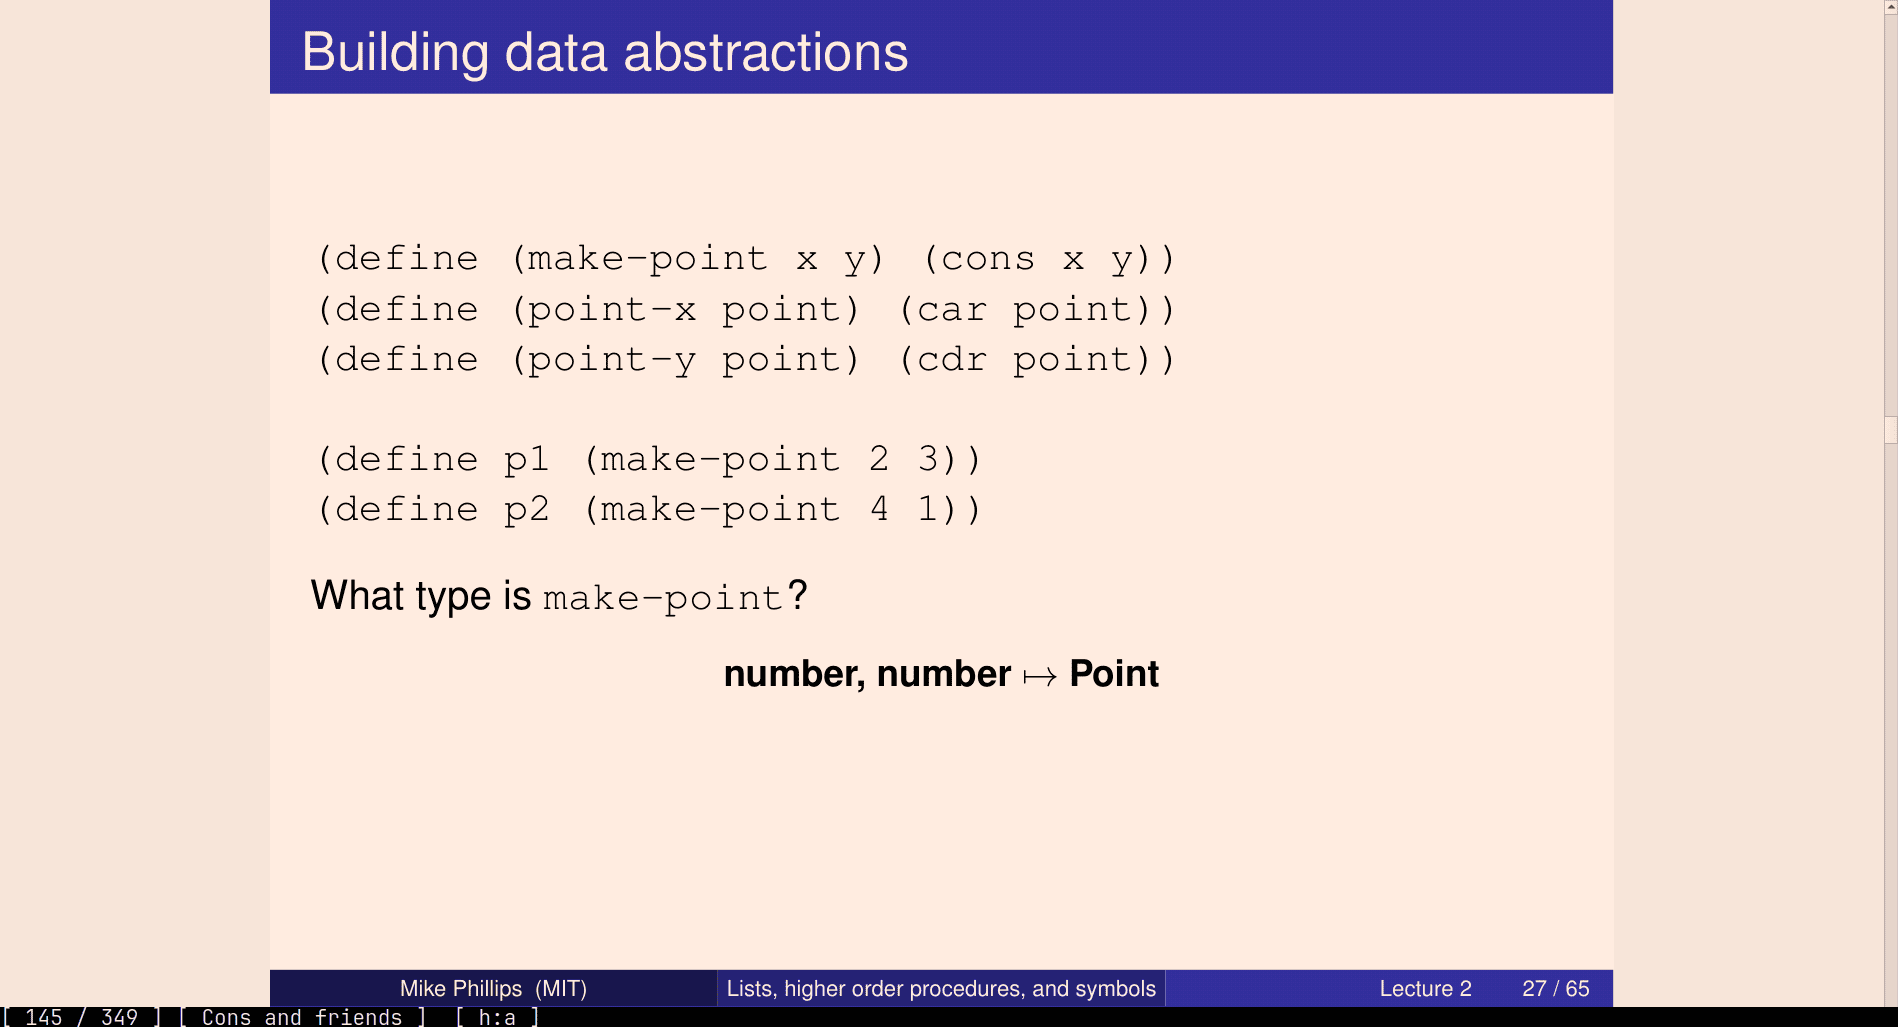 Building data abstractions
(define (make-point x y) (cons x y))
(define (point-x point) (car point))
(define (point-y point) (cdr point))
(define p1 (make-point 2 3))
(define p2 (make-point 4 1))
What type is make-point?
number, number ↦ Point
Mike Phillips (MIT) Lists, higher order procedures, and symbols Lecture 2 27 / 65
[ 145 / 349 ] [ Cons and friends ] [ h:a ]